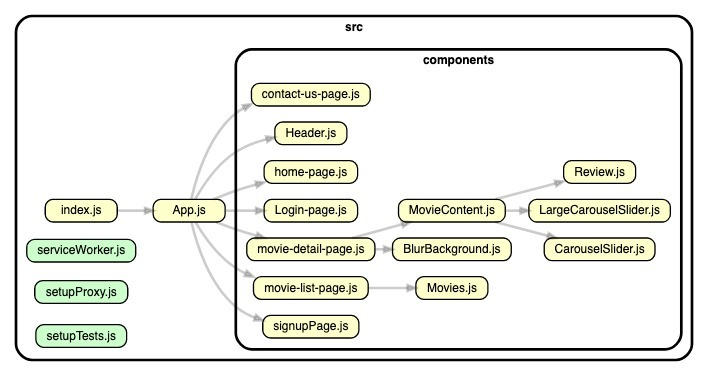 src
components
contact-us-page.js
Header.js
home-page.js
Review.js
index.js
App.js
Login-page.js
MovieContent.js
LargeCarouselSlider.js
serviceWorker.js
movie-detail-page.js
BlurBackground.js
CarouselSlider.js
setupProxy.js
movie-list-page.js
Movies.js
setupTests.js
signupPage.js